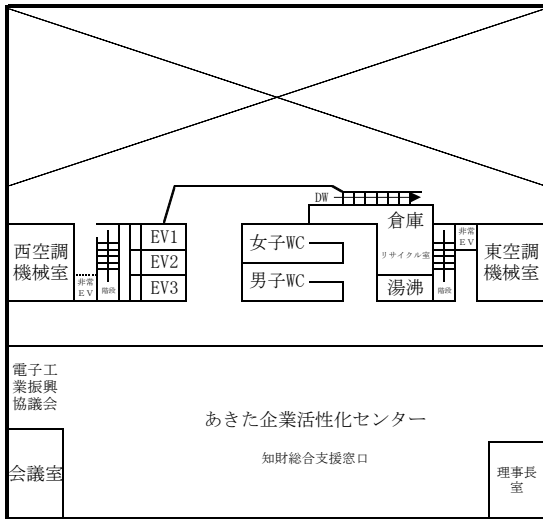 DW
倉庫
西空調
機械室
非常
EV
階段
EV1
EV2
EV3
女子WC
男子WC
リサイクル室
湯沸
階段
非常
EV
東空調
機械室
電子工
業振興
協議会
会議室
あきた企業活性化センター
知財総合支援窓口
理事長
室